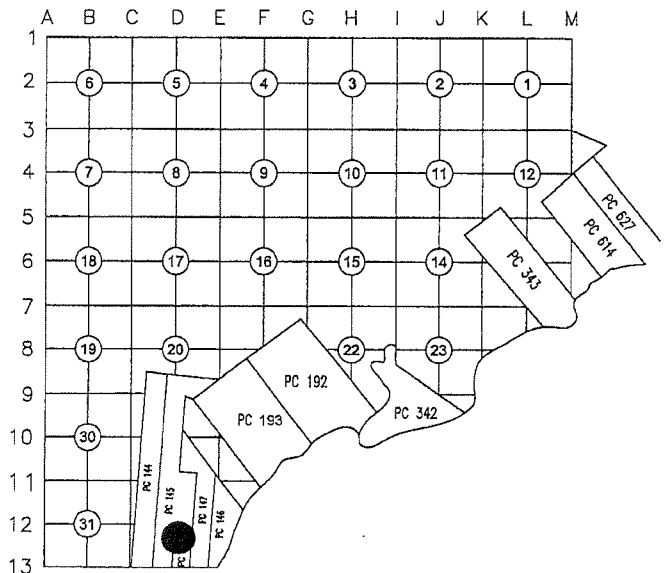 A B C D E F G H I J K L M
1
2 6 5 4 3 2 1
3
4 7 8 9 10 11 12
5 PC 627
PC 614
6 18 17 16 15 14
PC 343
7
8 19 20 22 23
9 PC 192
PC 342
PC 193
10 30
11 PC 144 PC 145 PC 147 PC 146
12 31
PC
13